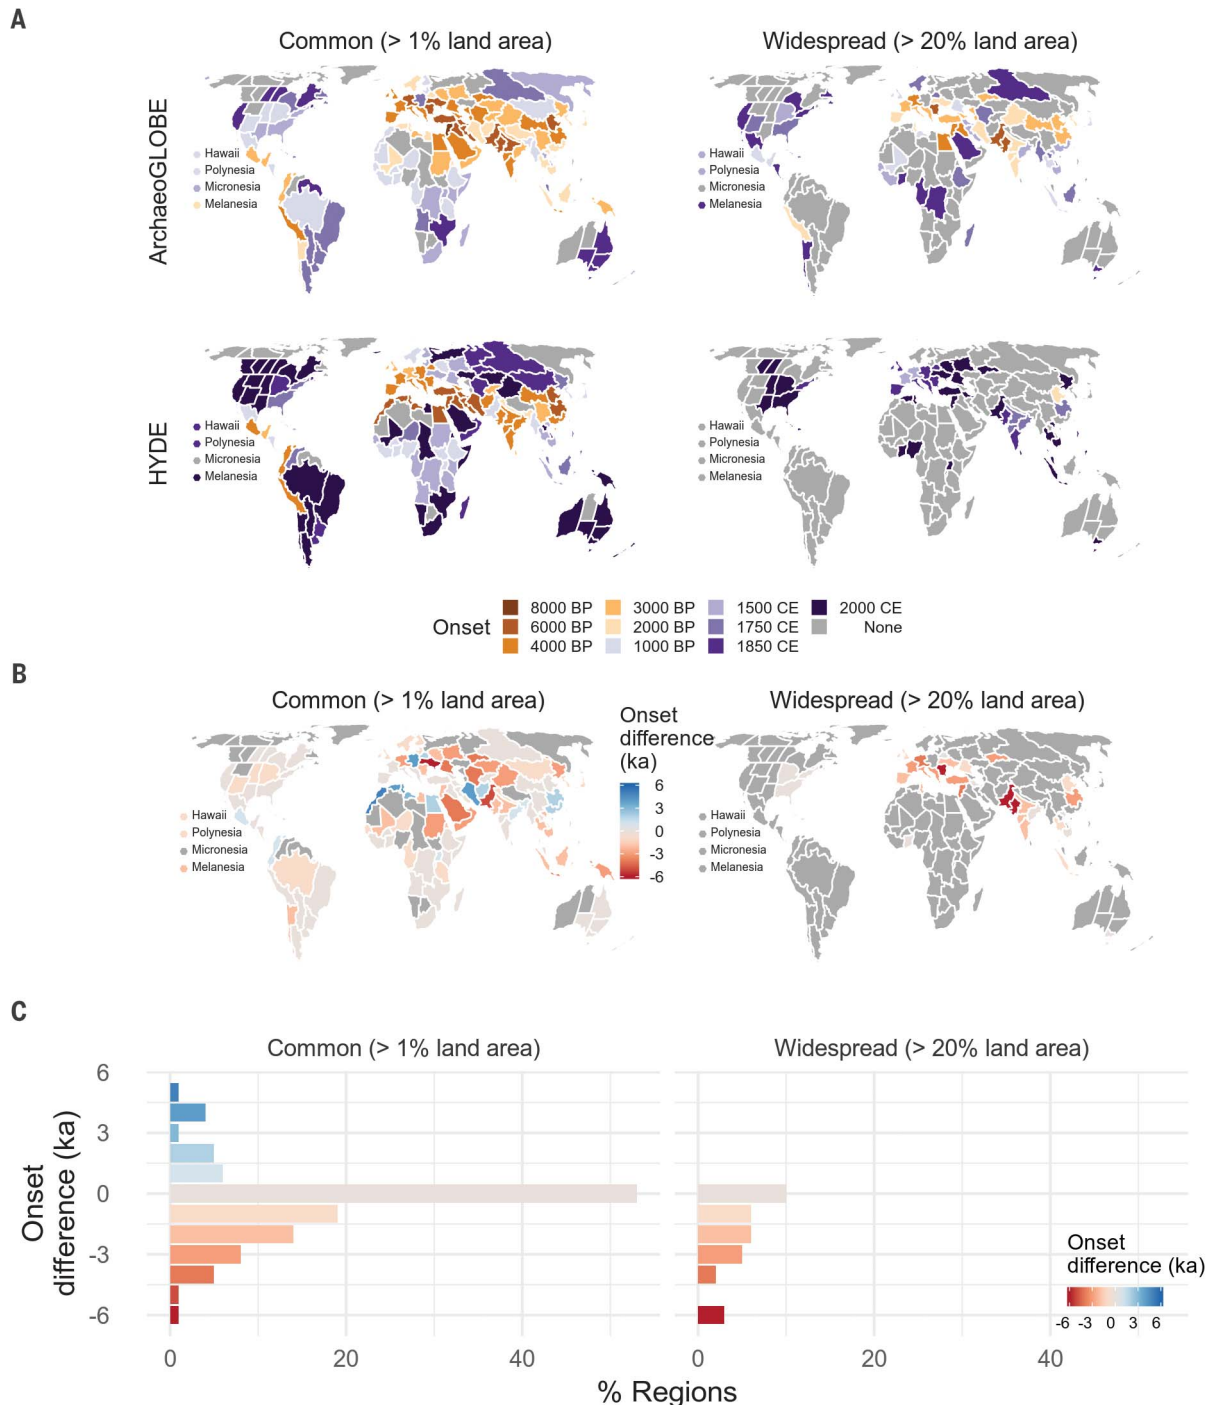 A
Common (> 1% land area)
Widespread (> 20% land area)
ArchaeoGLOBE
Hawaii
Polynesia
Micronesia
Melanesia
Hawaii
Polynesia
Micronesia
Melanesia
HYDE
Hawaii
Polynesia
Micronesia
Melanesia
Hawaii
Polynesia
Micronesia
Melanesia
Onset
8000 BP
3000 BP
1500 CE
2000 CE
6000 BP
2000 BP
1750 CE
None
4000 BP
1000 BP
1850 CE
B
Common (> 1% land area)
Widespread (> 20% land area)
Onset
difference
(ka)
6
3
0
-3
-6
Hawaii
Polynesia
Micronesia
Melanesia
Hawaii
Polynesia
Micronesia
Melanesia
C
Common (> 1% land area)
Widespread (> 20% land area)
Onset
difference (ka)
6
3
0
-3
-6
Onset
difference (ka)
-6 -3 0 3 6
0 20 40
0 20 40
% Regions